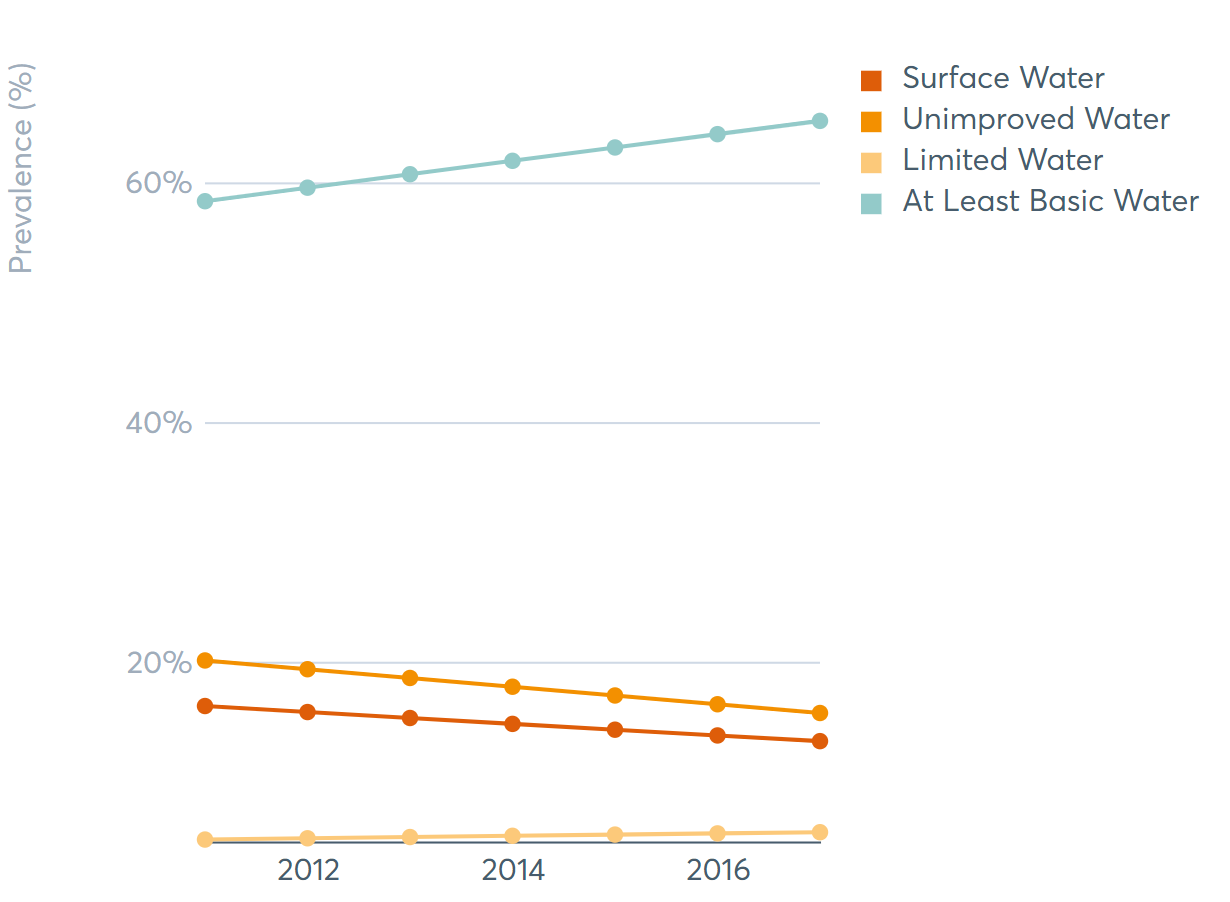 Prevalence (%)
Surface Water
Unimproved Water
Limited Water
At Least Basic Water
60%
40%
20%
2012
2014
2016